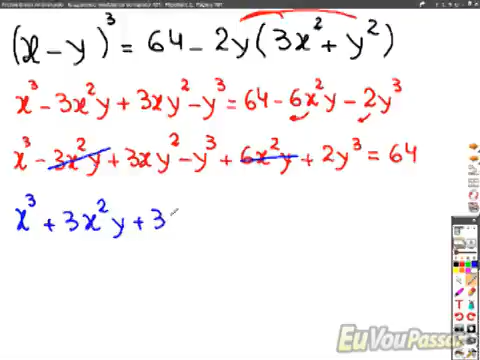 (x - y)³ = 64 - 2y(3x² + y²)
x³ - 3x²y + 3xy² - y³ = 64 - 6x²y - 2y³
x³ - 3x²y + 3xy² - y³ + 6x²y + 2y³ = 64
x³ + 3x²y + 3
EuVouPassar